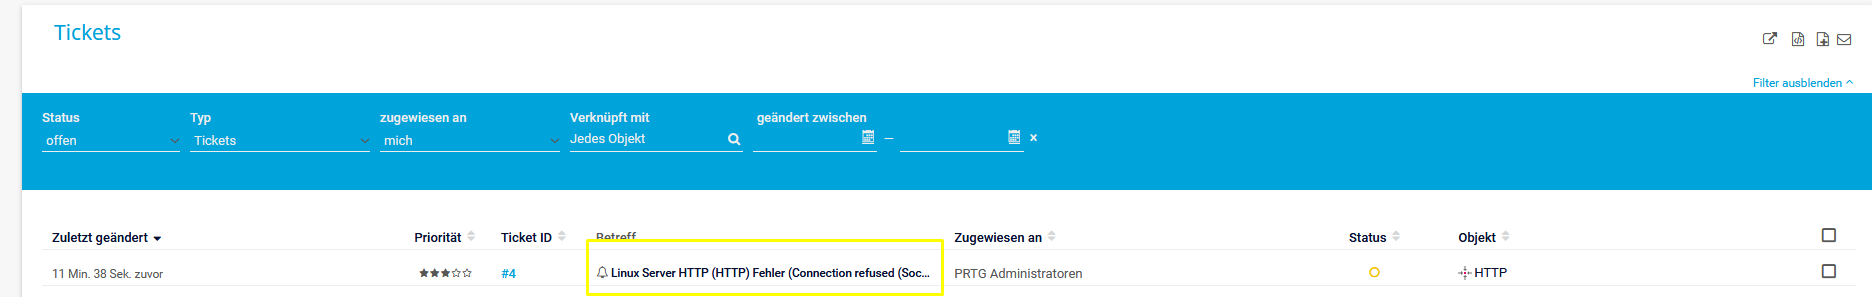 Tickets
Filter ausblenden
Status Typ zugewiesen an Verknüpft mit geändert zwischen
offen Tickets mich Jedes Objekt – ×
Zuletzt geändert Priorität Ticket ID Betreff Zugewiesen an Status Objekt
11 Min. 38 Sek. zuvor #4 Linux Server HTTP (HTTP) Fehler (Connection refused (Soc... PRTG Administratoren HTTP